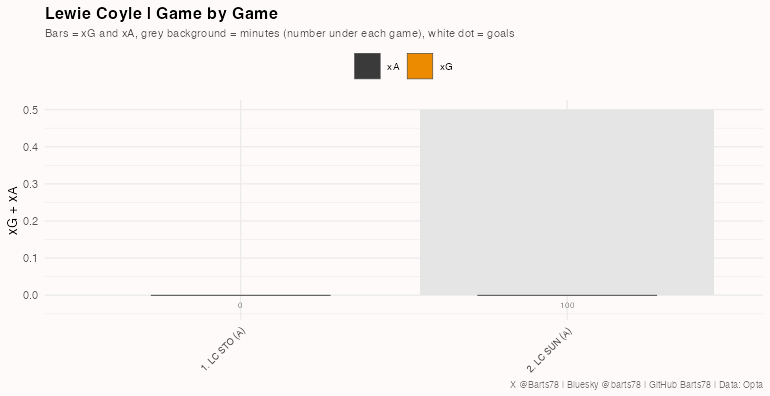 Lewie Coyle | Game by Game
Bars = xG and xA, grey background = minutes (number under each game), white dot = goals
xA xG
xG + xA
0.5
0.4
0.3
0.2
0.1
0.0
0 100
1. LC STO (A) 2. LC SUN (A)
X @Barts78 | Bluesky @barts78 | GitHub Barts78 | Data: Opta